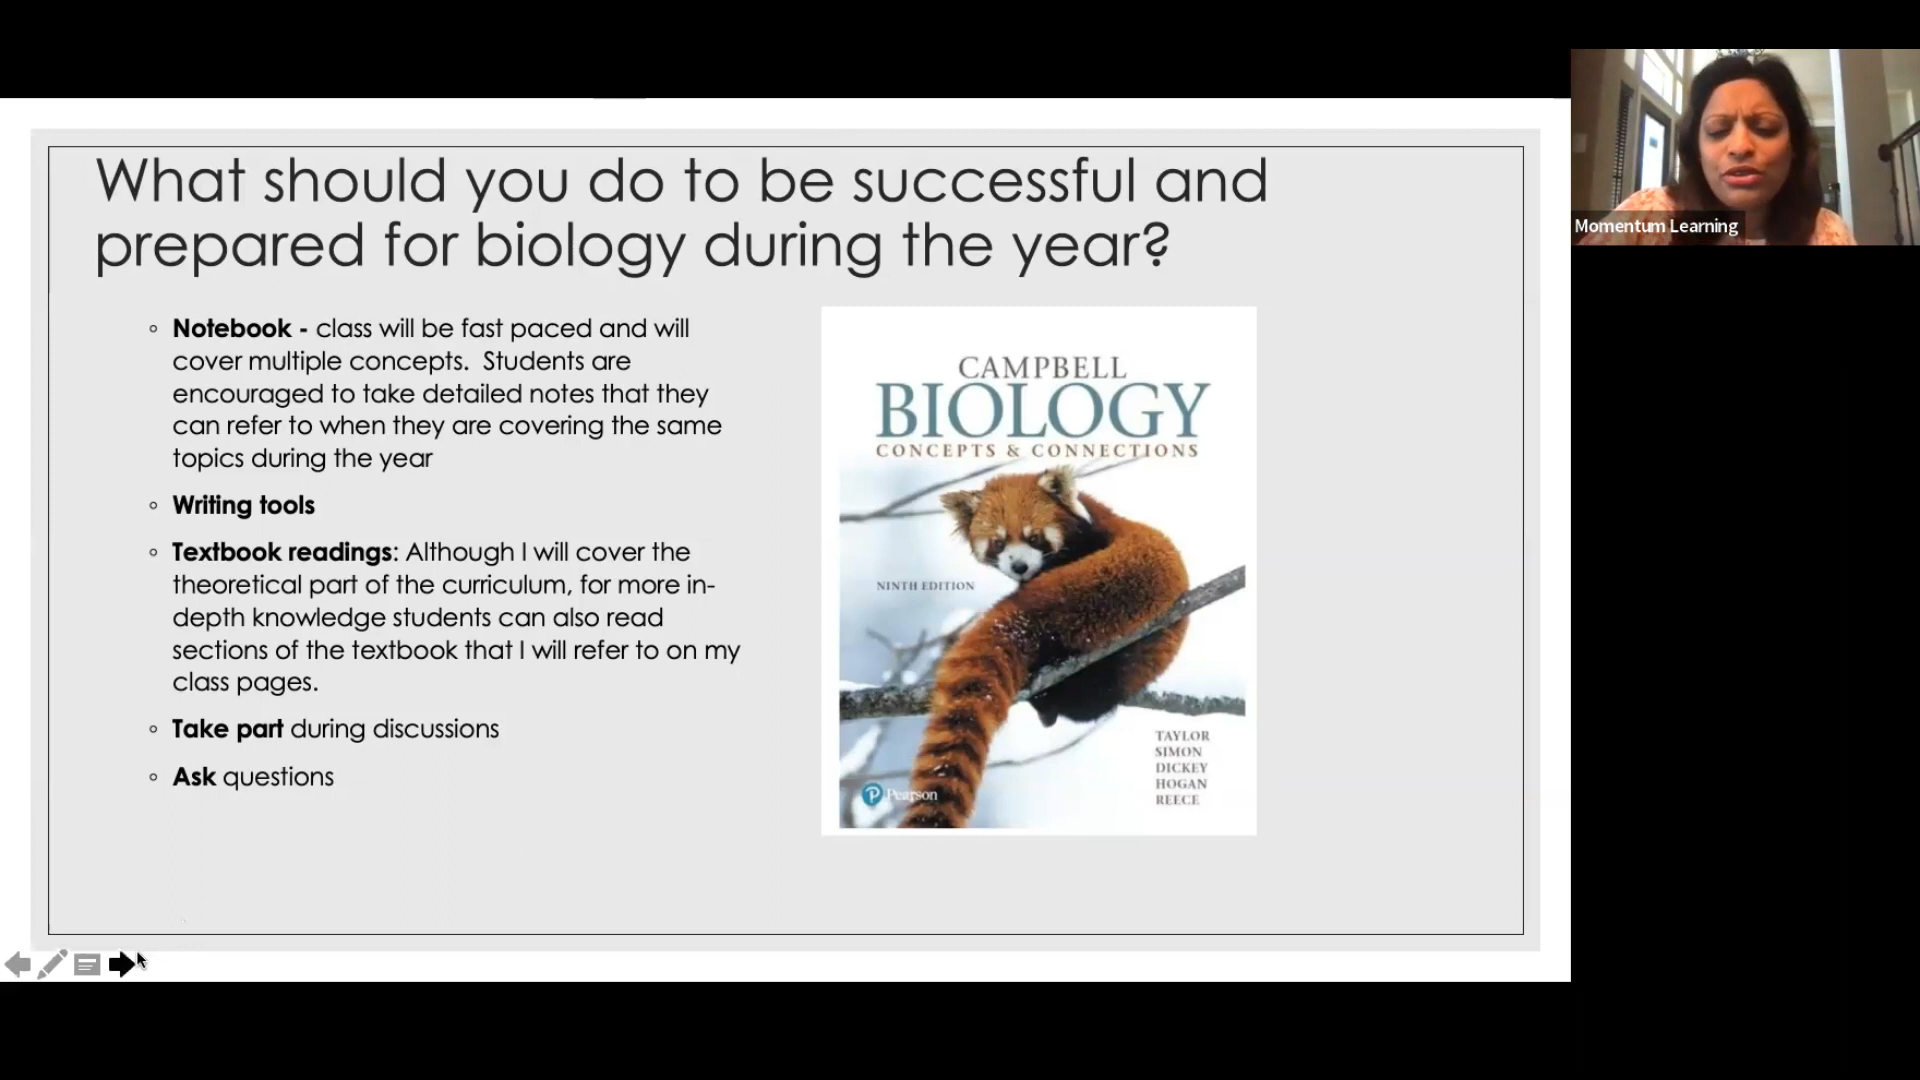 What should you do to be successful and
prepared for biology during the year?
Notebook - class will be fast paced and will
cover multiple concepts. Students are
encouraged to take detailed notes that they
can refer to when they are covering the same
topics during the year
Writing tools
Textbook readings: Although I will cover the
theoretical part of the curriculum, for more in-
depth knowledge students can also read
sections of the textbook that I will refer to on my
class pages.
Take part during discussions
Ask questions
CAMPBELL
BIOLOGY
CONCEPTS & CONNECTIONS
NINTH EDITION
TAYLOR
SIMON
DICKEY
HOGAN
REECE
P Pearson
Momentum Learning